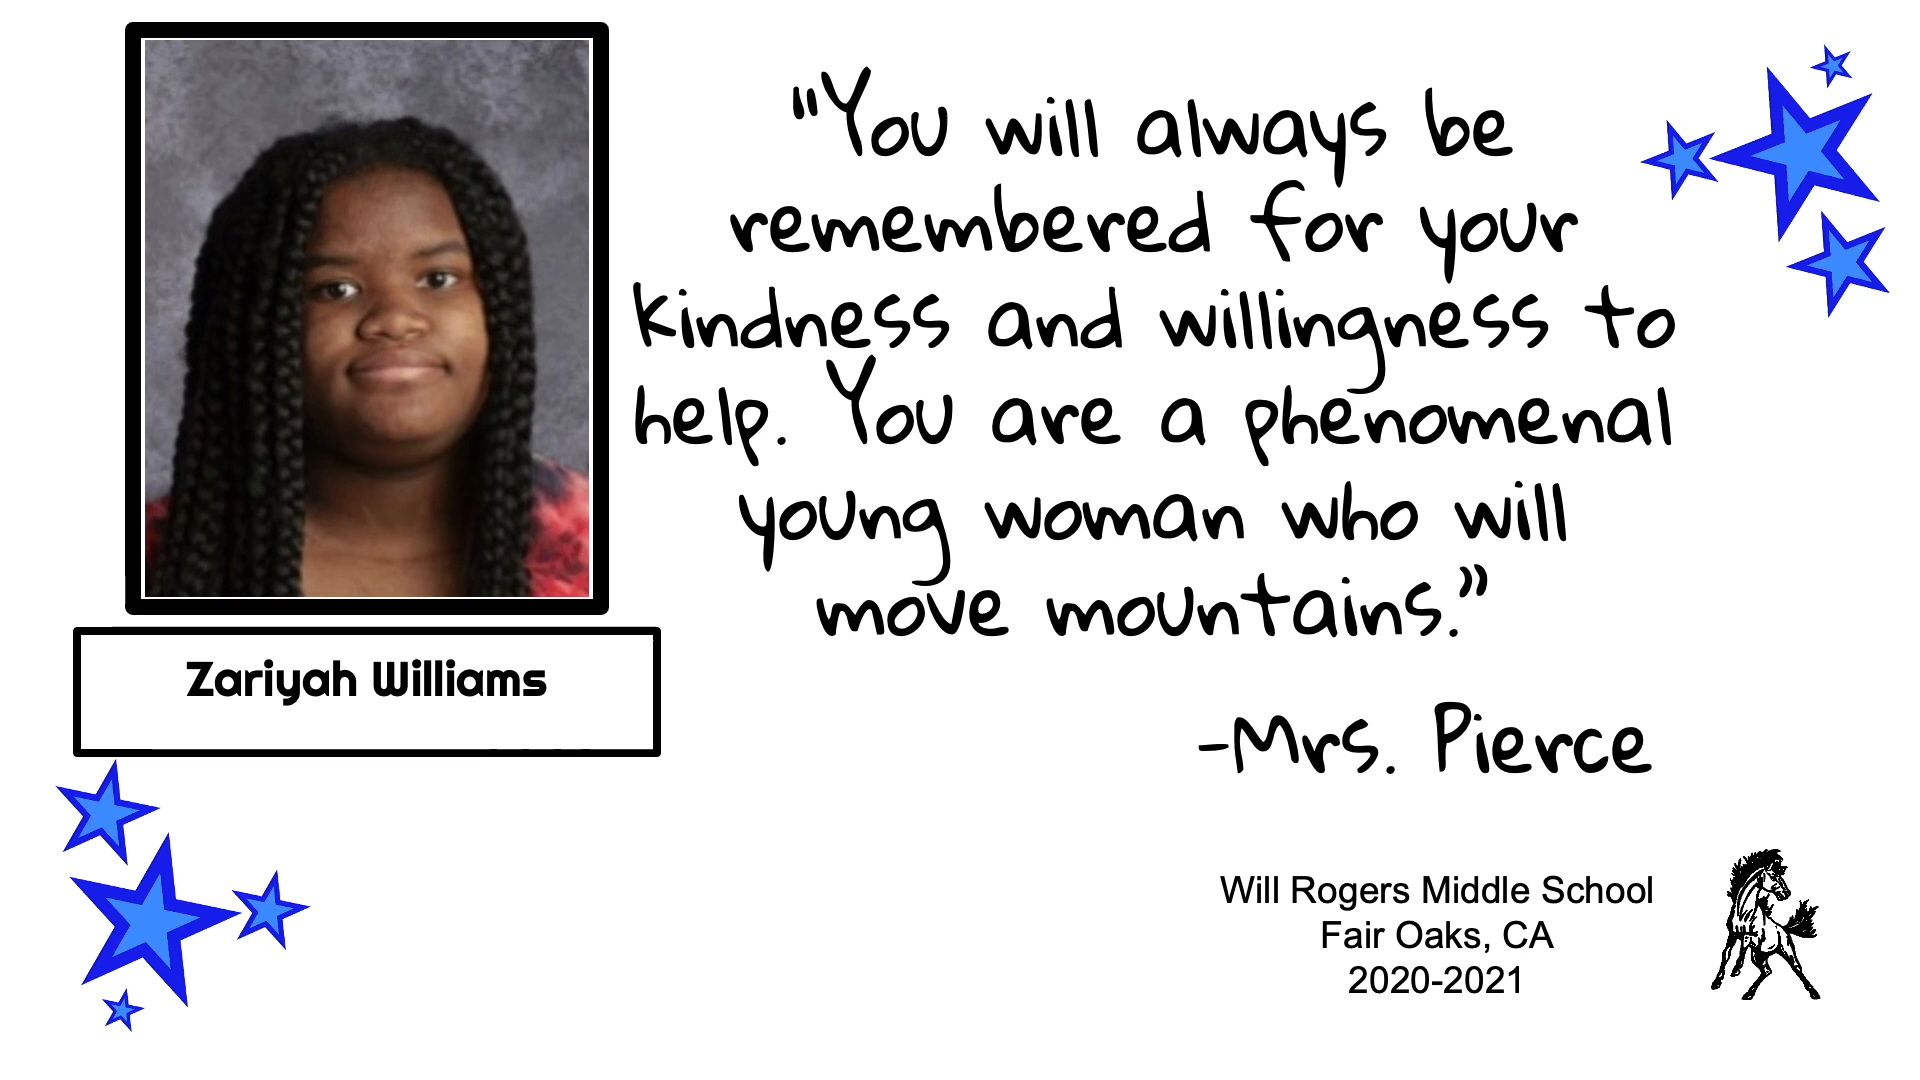 "You will always be
remembered for your
kindness and willingness to
help. You are a phenomenal
young woman who will
move mountains.”
-Mrs. Pierce
Zariyah Williams
Will Rogers Middle School
Fair Oaks, CA
2020-2021